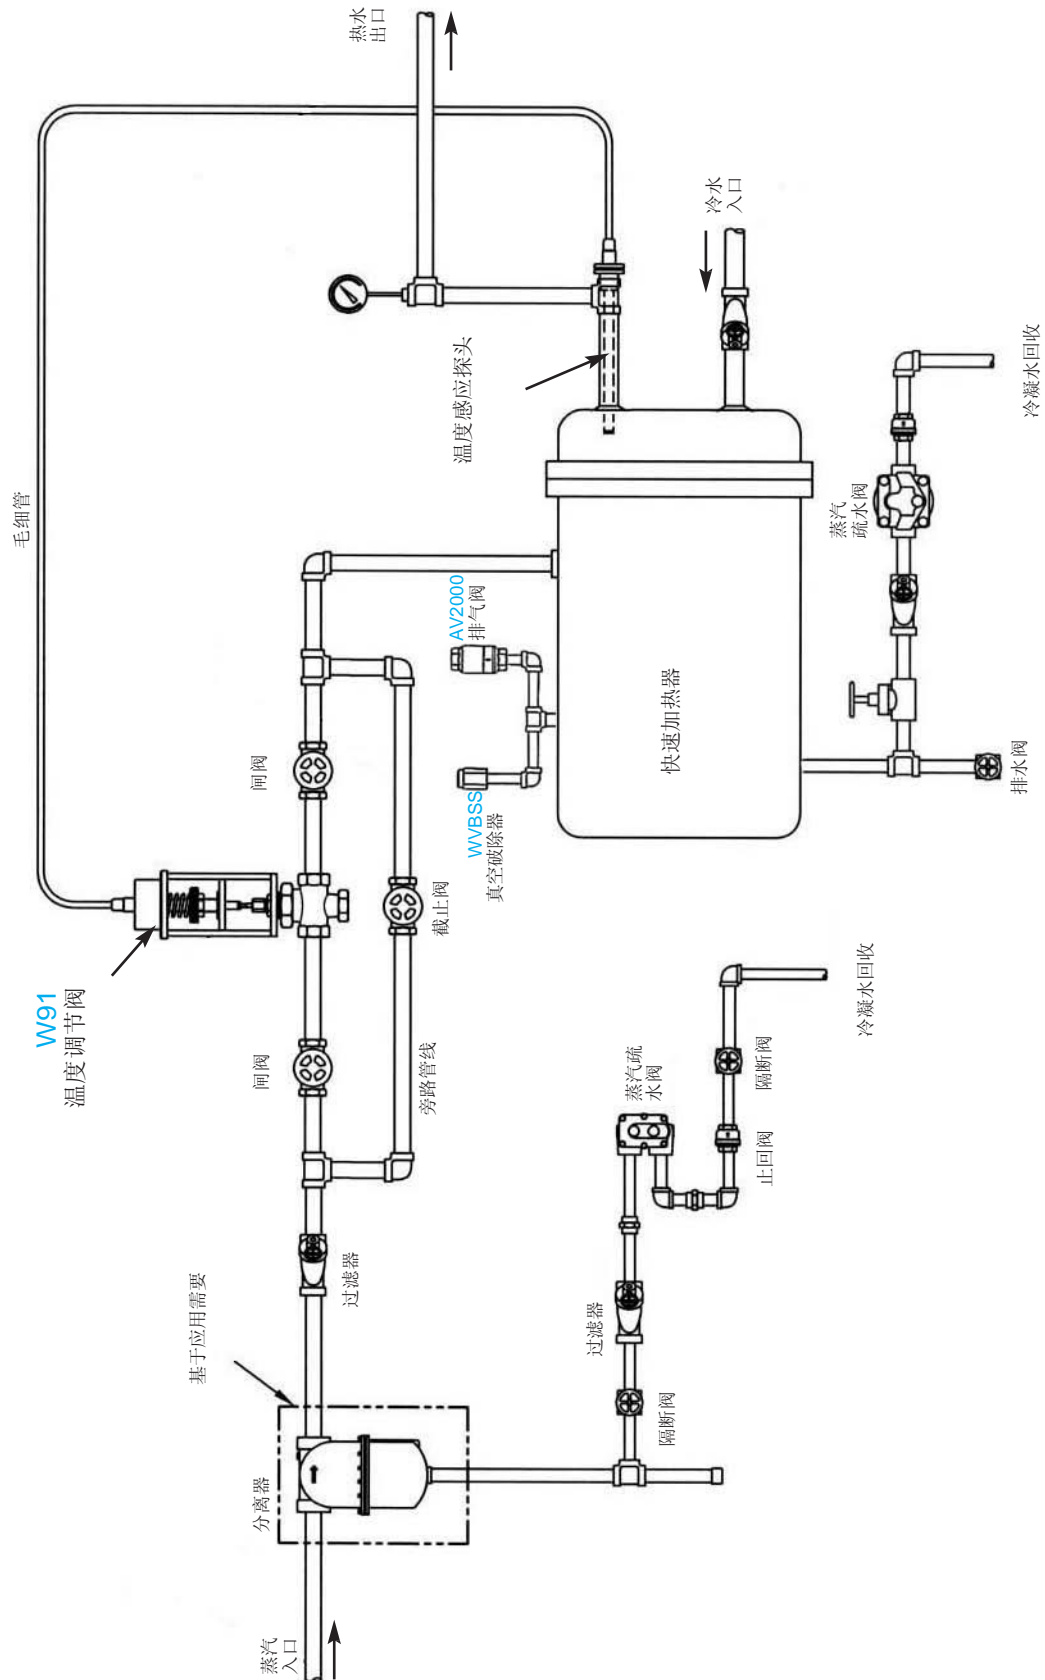 热水
出口
毛细管
冷水
入口
温度感应探头
冷凝水回收
蒸汽
疏水阀
AV2000
排气阀
闸阀
快速加热器
WVBSS
真空破除器
排水阀
截止阀
W91
温度调节阀
闸阀
旁路管线
冷凝水回收
蒸汽疏
水阀
隔断阀
止回阀
过滤器
基于应用需要
过滤器
隔断阀
分离器
蒸汽
入口